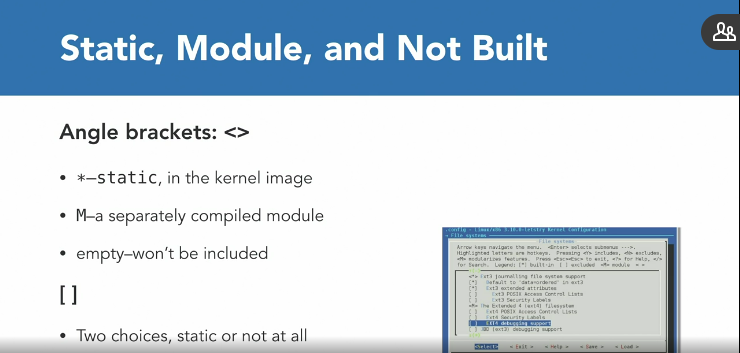 Static, Module, and Not Built
Angle brackets: <>
• *–static, in the kernel image
• M–a separately compiled module
• empty–won't be included
[ ]
• Two choices, static or not at all
.config - Linux/x86 3.10.0-letstry Kernel Configuration
File systems
File systems
Arrow keys navigate the menu. <Enter> selects submenus --->.
Highlighted letters are hotkeys. Pressing <Y> includes, <N> excludes,
<M> modularizes features. Press <Esc><Esc> to exit, <?> for Help, </>
for Search. Legend: [*] built-in [ ] excluded <M> module < >
<*> Ext3 journalling file system support
[*] Default to 'data=ordered' in ext3
[*] Ext3 extended attributes
[ ] Ext3 POSIX Access Control Lists
[ ] Ext3 Security Labels
<M> The Extended 4 (ext4) filesystem
[ ] Ext4 POSIX Access Control Lists
[ ] Ext4 Security Labels
[ ] EXT4 debugging support
[ ] JBD (ext3) debugging support
<Select> < Exit > < Help > < Save > < Load >